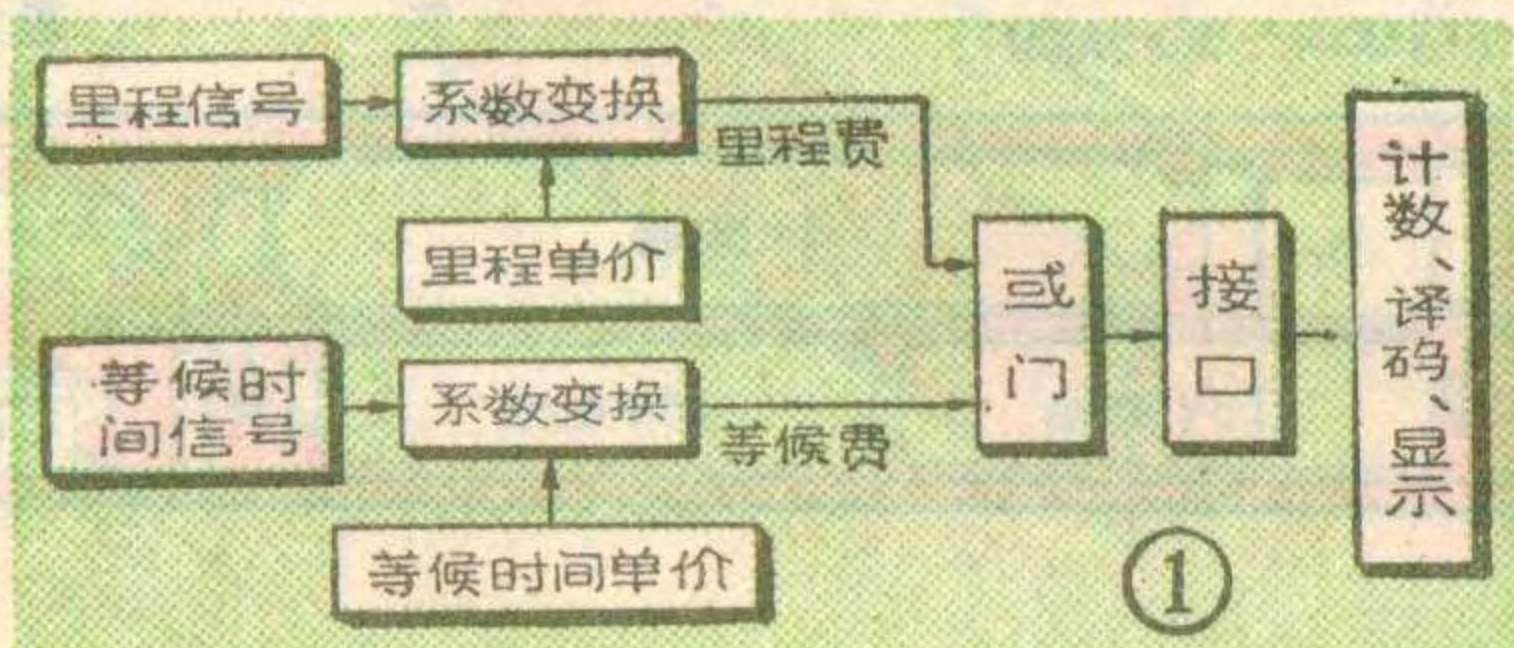 里程信号
系数变换
里程费
里程单价
等候时
间信号
系数变换
等候费
等候时间单价
或门
接口
计数、译码、显示
①